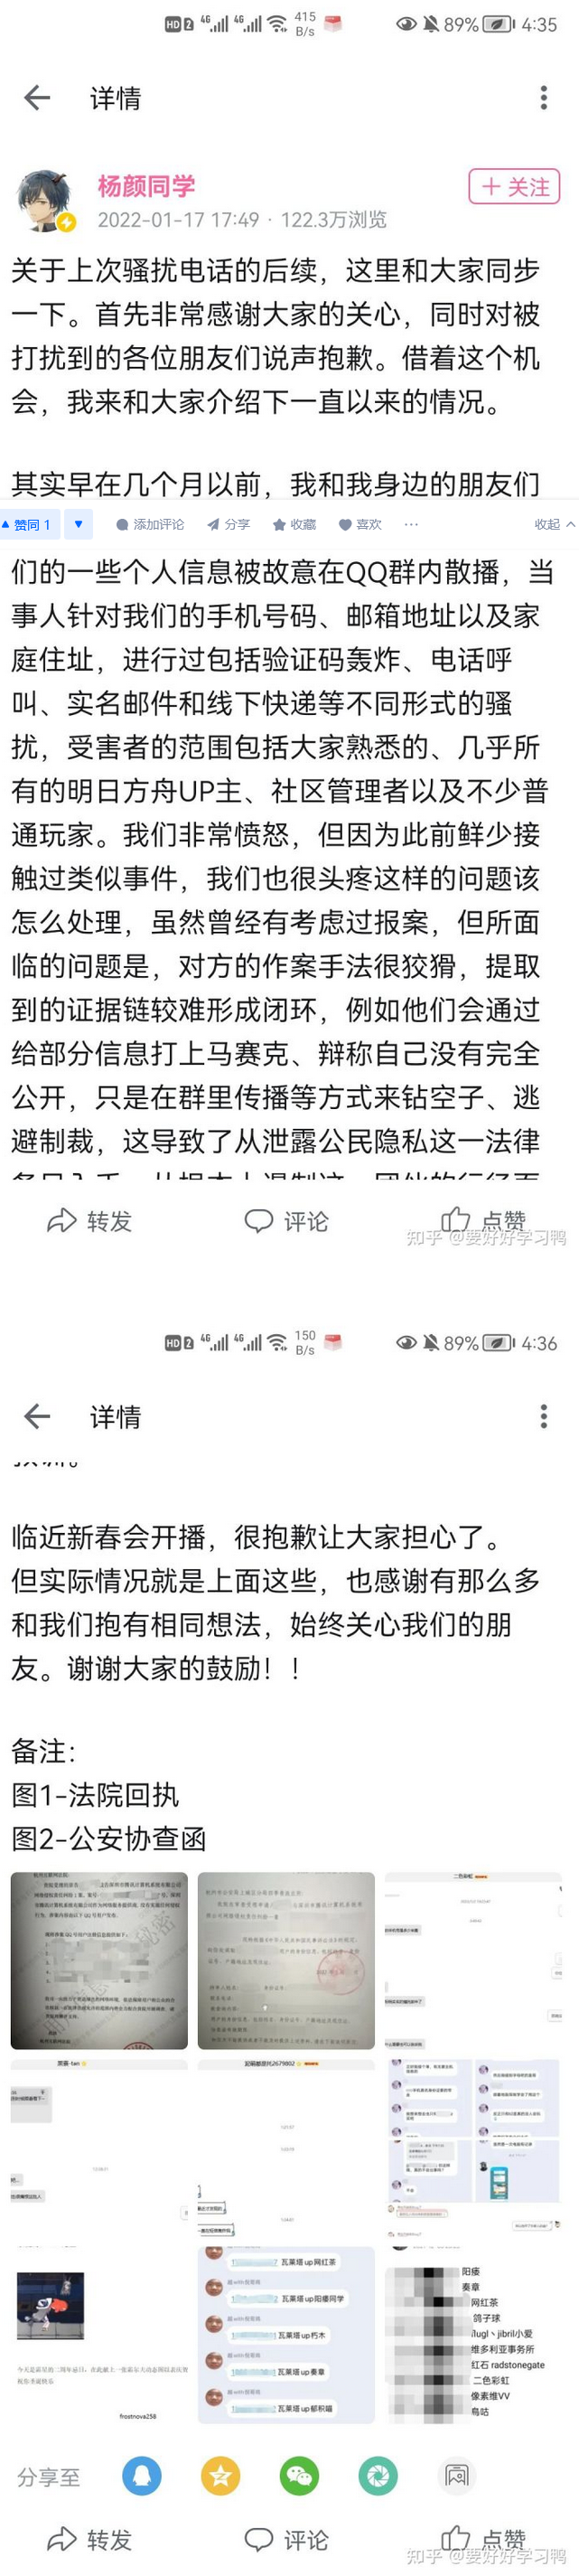 HD 2 4G 4G 415 B/s 89% 4:35
详情
杨颜同学
+ 关注
2022-01-17 17:49 · 122.3万浏览
关于上次骚扰电话的后续，这里和大家同步
一下。首先非常感谢大家的关心，同时对被
打扰到的各位朋友们说声抱歉。借着这个机
会，我来和大家介绍下一直以来的情况。
其实早在几个月以前，我和我身边的朋友们
赞同 1 添加评论 分享 收藏 喜欢 ··· 收起
们的一些个人信息被故意在QQ群内散播，当
事人针对我们的手机号码、邮箱地址以及家
庭住址，进行过包括验证码轰炸、电话呼
叫、实名邮件和线下快递等不同形式的骚
扰，受害者的范围包括大家熟悉的、几乎所
有的明日方舟UP主、社区管理者以及不少普
通玩家。我们非常愤怒，但因为此前鲜少接
触过类似事件，我们也很头疼这样的问题该
怎么处理，虽然曾经有考虑过报案，但所面
临的问题是，对方的作案手法很狡猾，提取
到的证据链较难形成闭环，例如他们会通过
给部分信息打上马赛克、辩称自己没有完全
公开，只是在群里传播等方式来钻空子、逃
避制裁，这导致了从泄露公民隐私这一法律
转发 评论 点赞
知乎 @要好好学习鸭
HD 2 4G 4G 150 B/s 89% 4:36
详情
临近新春会开播，很抱歉让大家担心了。
但实际情况就是上面这些，也感谢有那么多
和我们抱有相同想法，始终关心我们的朋
友。谢谢大家的鼓励！！
备注：
图1-法院回执
图2-公安协查函
二色彩虹
frostnova258
瓦莱塔up网红茶
瓦莱塔up阳痿同学
瓦莱塔up朽木
瓦莱塔up奏章
瓦莱塔up郁积喵
阳痿
奏章
网红茶
鸽子球
jibril小爱
维多利亚事务所
红石 radstonegate
二色彩虹
像素维VV
鸟咕
分享至
转发 评论 点赞
知乎 @要好好学习鸭